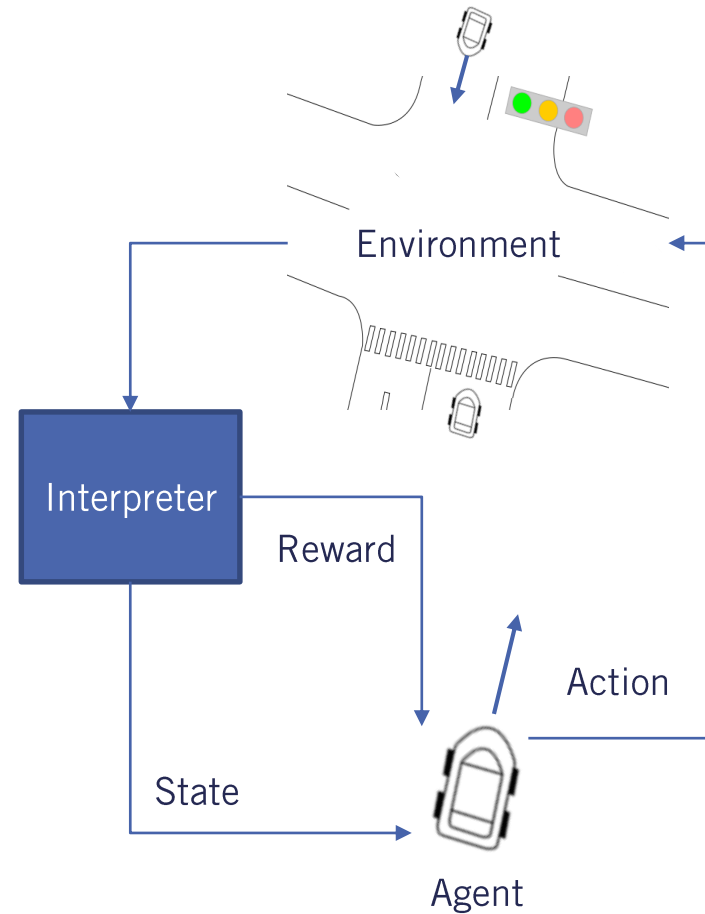 Environment
Interpreter
Reward
Action
State
Agent